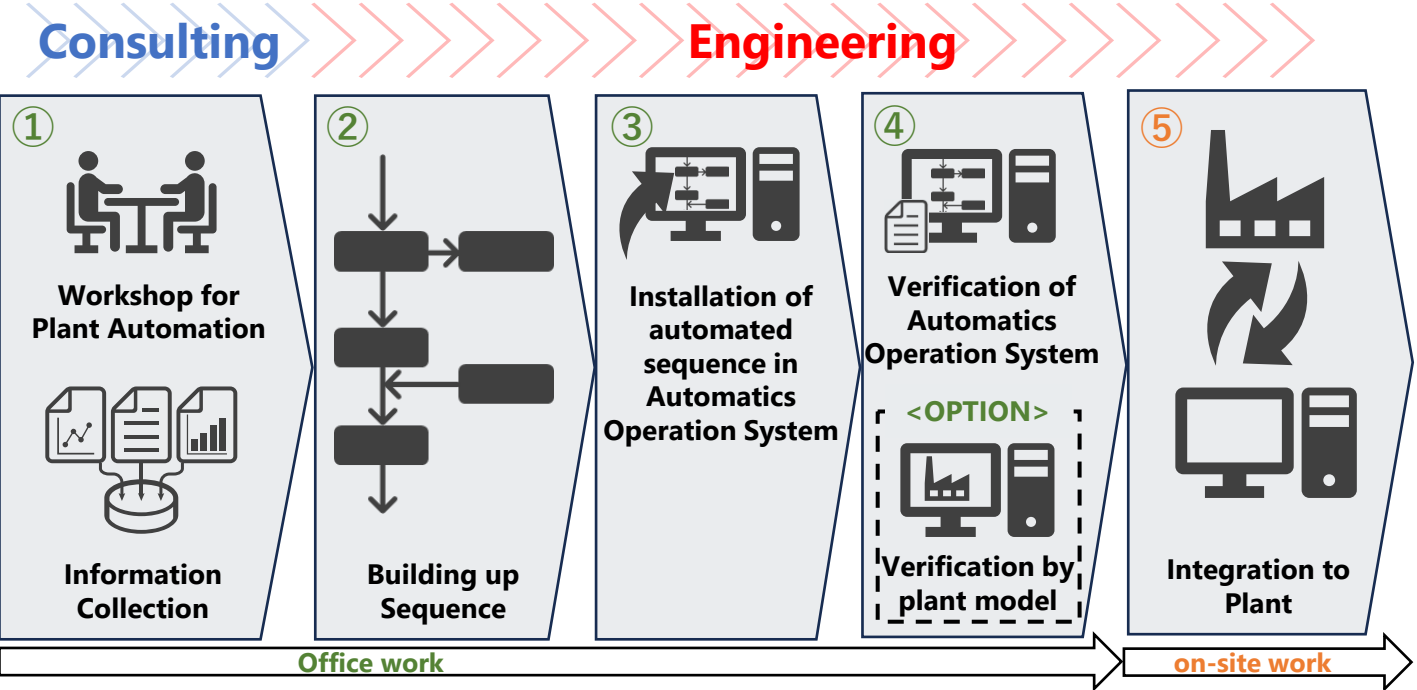 Consulting
Engineering
①
Workshop for
Plant Automation
Information
Collection
②
Building up
Sequence
③
Installation of
automated
sequence in
Automatics
Operation System
④
Verification of
Automatics
Operation System
<OPTION>
Verification by
plant model
⑤
Integration to
Plant
Office work
on-site work